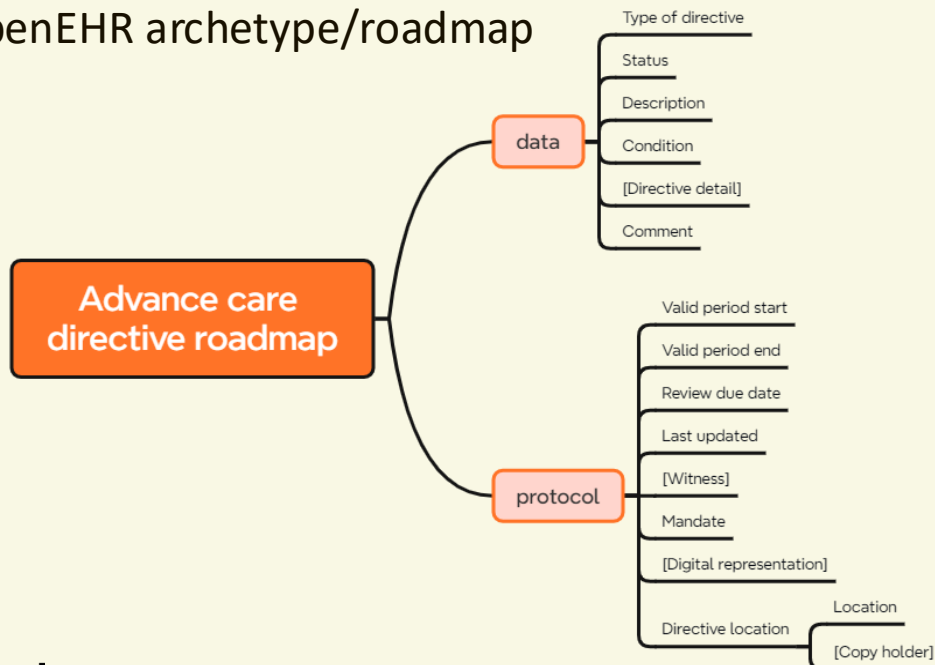 penEHR archetype/roadmap
Advance care
directive roadmap
data
Type of directive
Status
Description
Condition
[Directive detail]
Comment
protocol
Valid period start
Valid period end
Review due date
Last updated
[Witness]
Mandate
[Digital representation]
Directive location
Location
[Copy holder]